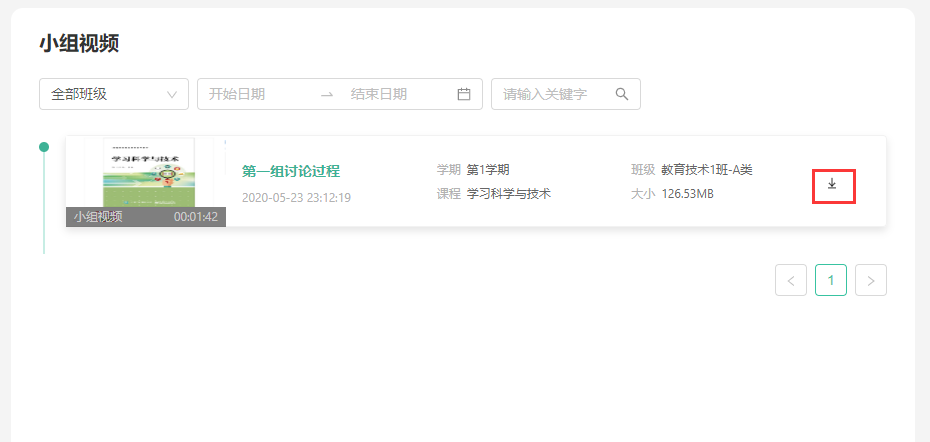 小组视频
全部班级
开始日期
结束日期
请输入关键字
学习科学与技术
小组视频 00:01:42
第一组讨论过程
2020-05-23 23:12:19
学期 第1学期
课程 学习科学与技术
班级 教育技术1班-A类
大小 126.53MB
1